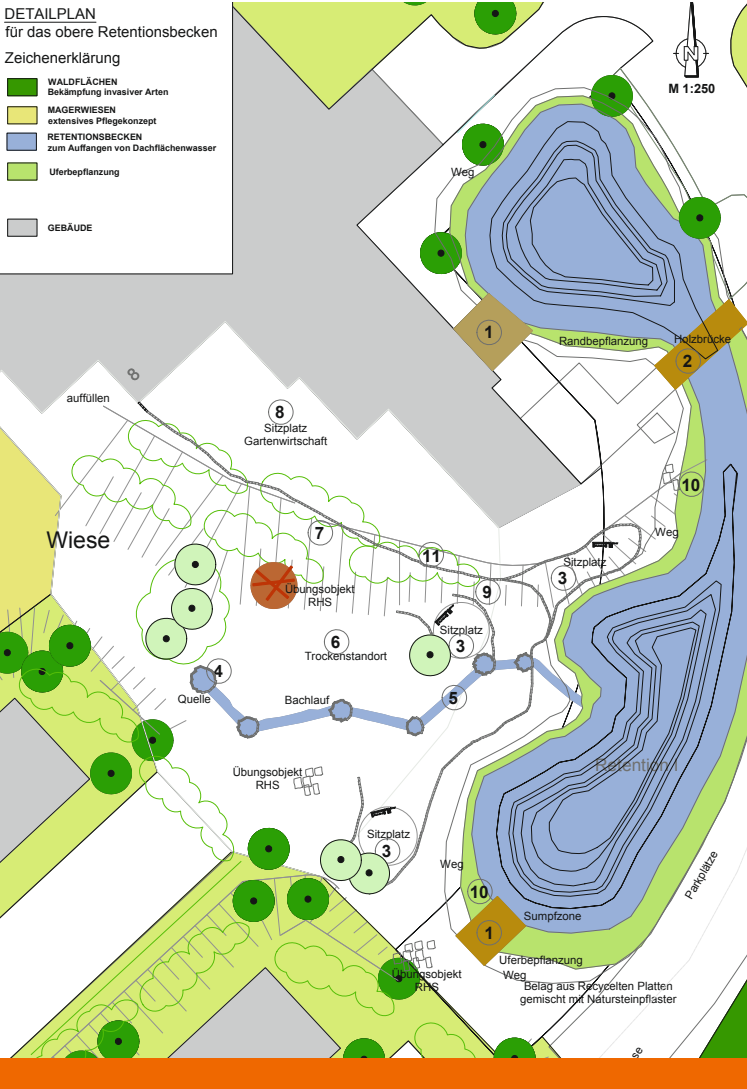 DETAILPLAN
für das obere Retentionsbecken
Zeichenerklärung
WALDFLÄCHEN
Bekämpfung invasiver Arten
MAGERWIESEN
extensives Pflegekonzept
RETENTIONSBECKEN
zum Auffangen von Dachflächenwasser
Uferbepflanzung
GEBÄUDE
N
M 1:250
Weg
1
Randbepflanzung
Holzbrücke
2
8
auffüllen
8
Sitzplatz
Gartenwirtschaft
10
Wiese
7
11
Weg
Sitzplatz
3
9
Übungsobjekt
RHS
6
Trockenstandort
Sitzplatz
3
4
Quelle
Bachlauf
5
Retention I
Übungsobjekt
RHS
Sitzplatz
3
Weg
10
Parkplätze
Sumpfzone
1
Uferbepflanzung
Übungsobjekt
RHS
Weg
Belag aus Recycelten Platten
gemischt mit Natursteinpflaster